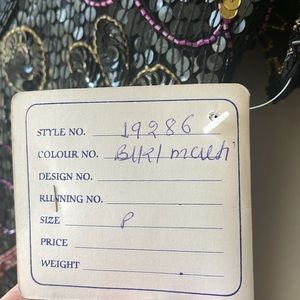 STYLE NO. 19286
COLOUR NO. Blk/multi
DESIGN NO.
RUNNING NO.
SIZE P
PRICE
WEIGHT